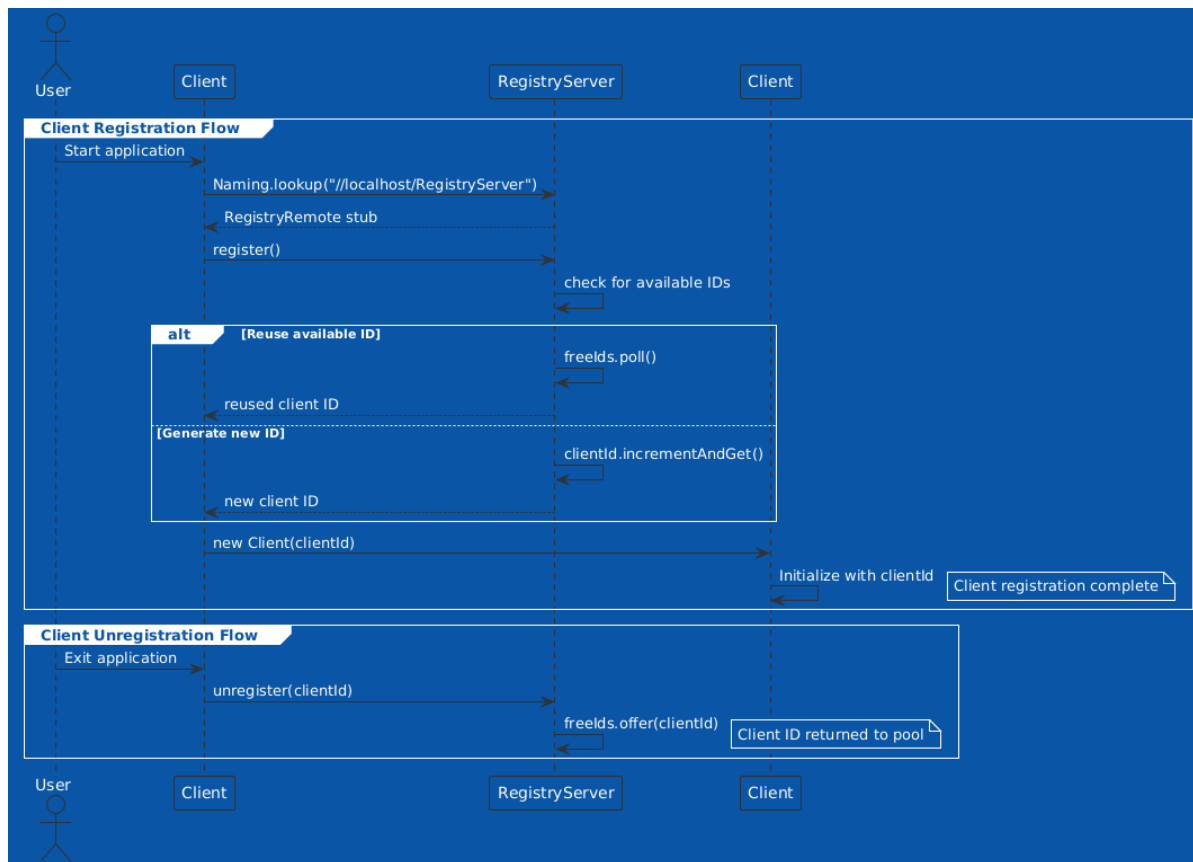 User
Client
RegistryServer
Client
Client Registration Flow
Start application
Naming.lookup("//localhost/RegistryServer")
RegistryRemote stub
register()
check for available IDs
alt
[Reuse available ID]
freeIds.poll()
reused client ID
[Generate new ID]
clientId.incrementAndGet()
new client ID
new Client(clientId)
Initialize with clientId
Client registration complete
Client Unregistration Flow
Exit application
unregister(clientId)
freeIds.offer(clientId)
Client ID returned to pool
User
Client
RegistryServer
Client